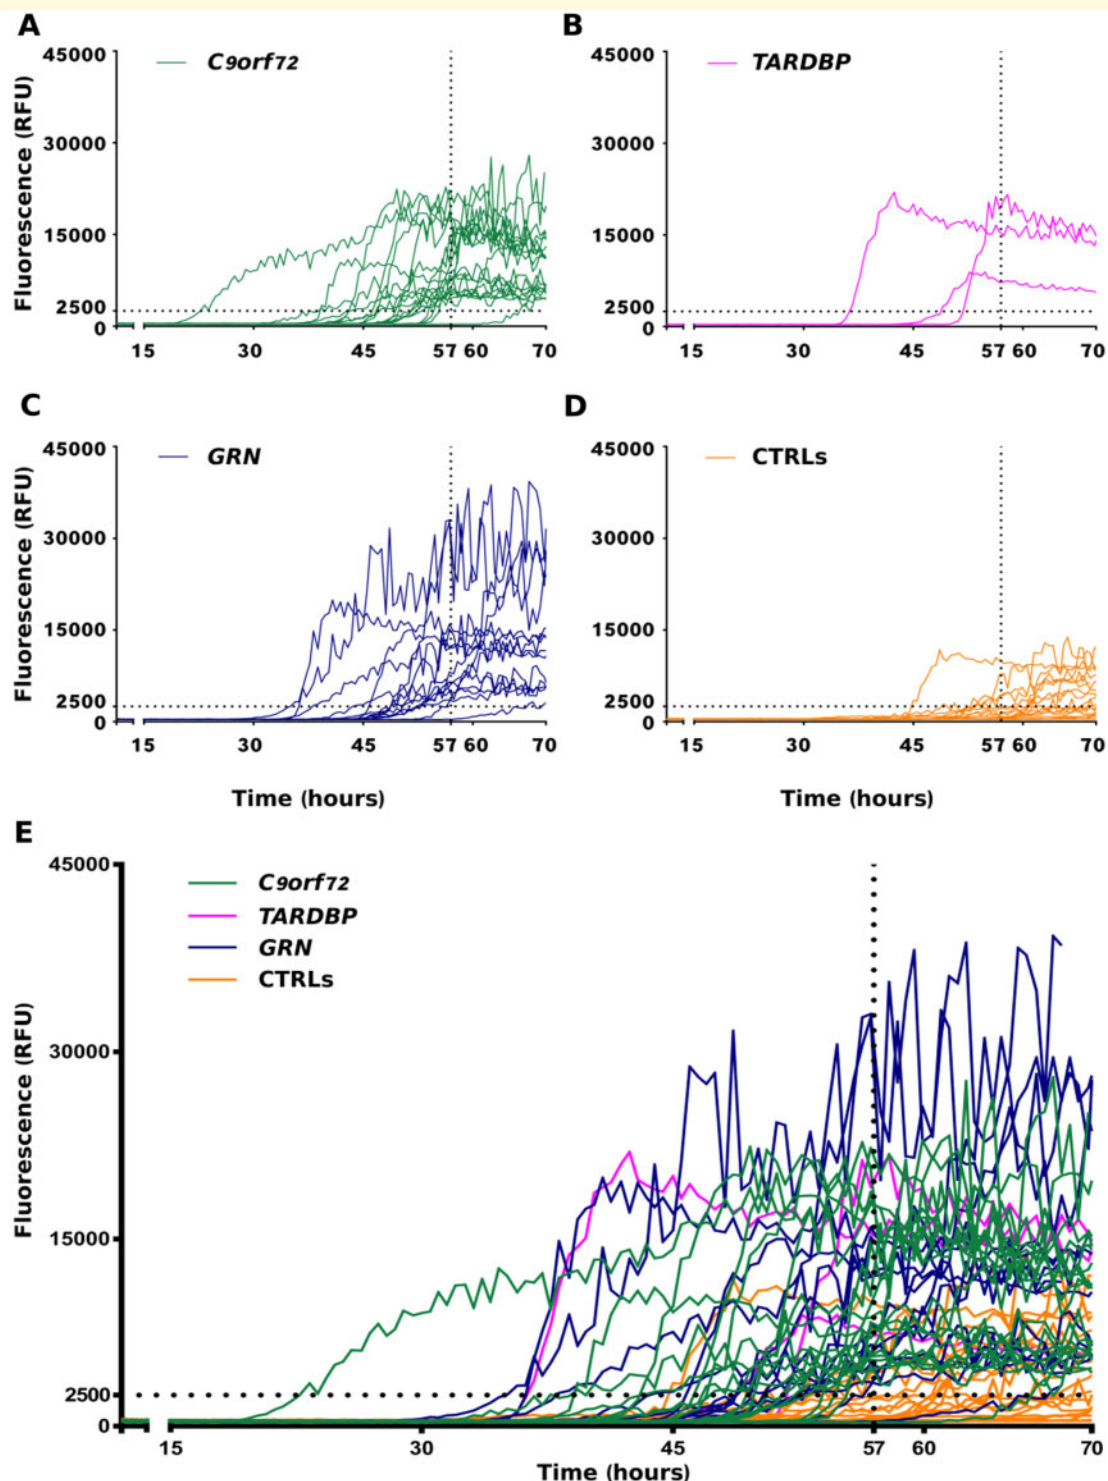 A
C9orf72
45000
30000
15000
2500
0
Fluorescence (RFU)
15 30 45 57 60 70
B
TARDBP
45000
30000
15000
2500
0
15 30 45 57 60 70
C
GRN
45000
30000
15000
2500
0
Fluorescence (RFU)
15 30 45 57 60 70
Time (hours)
D
CTRLs
45000
30000
15000
2500
0
15 30 45 57 60 70
Time (hours)
E
C9orf72
TARDBP
GRN
CTRLs
45000
30000
15000
2500
0
Fluorescence (RFU)
15 30 45 57 60 70
Time (hours)